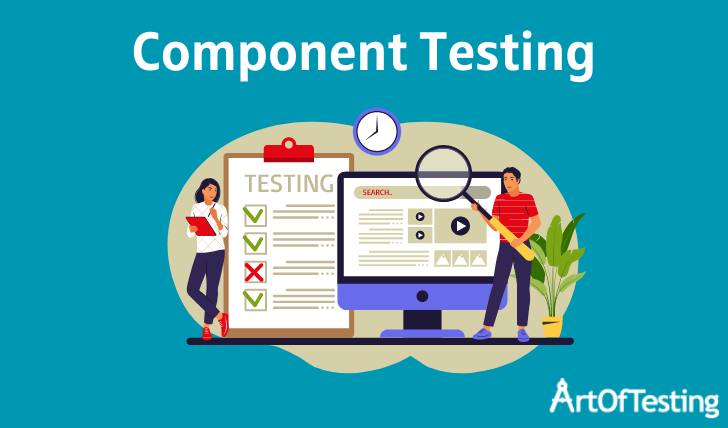 Component Testing
TESTING
SEARCH..
ArtOfTesting